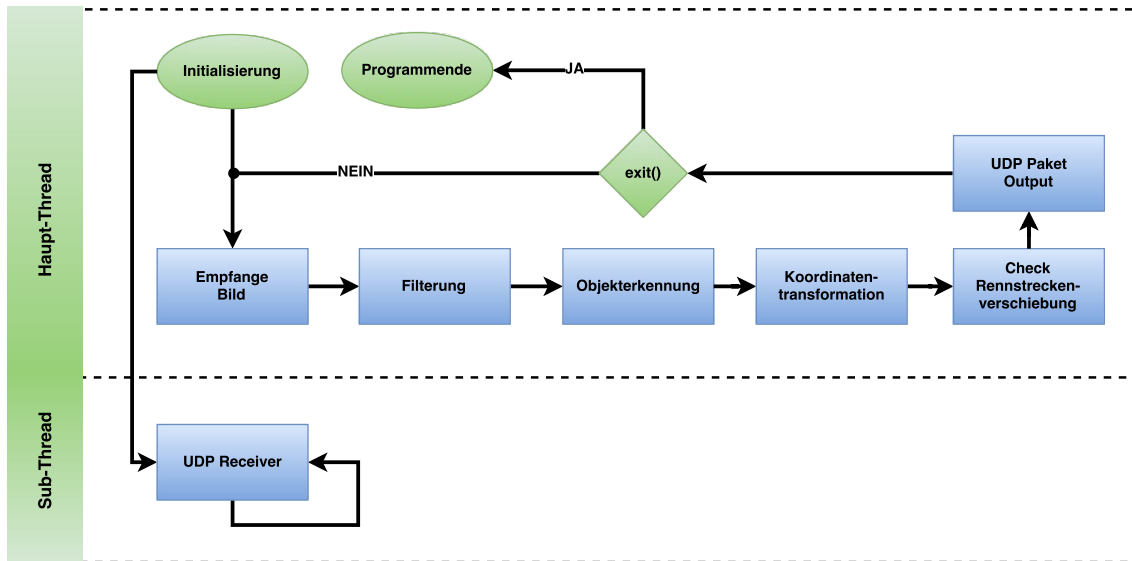 Haupt-Thread
Initialisierung
Programmende
JA
NEIN
exit()
UDP Paket
Output
Empfange
Bild
Filterung
Objekterkennung
Koordinaten-
transformation
Check
Rennstrecken-
verschiebung
Sub-Thread
UDP Receiver